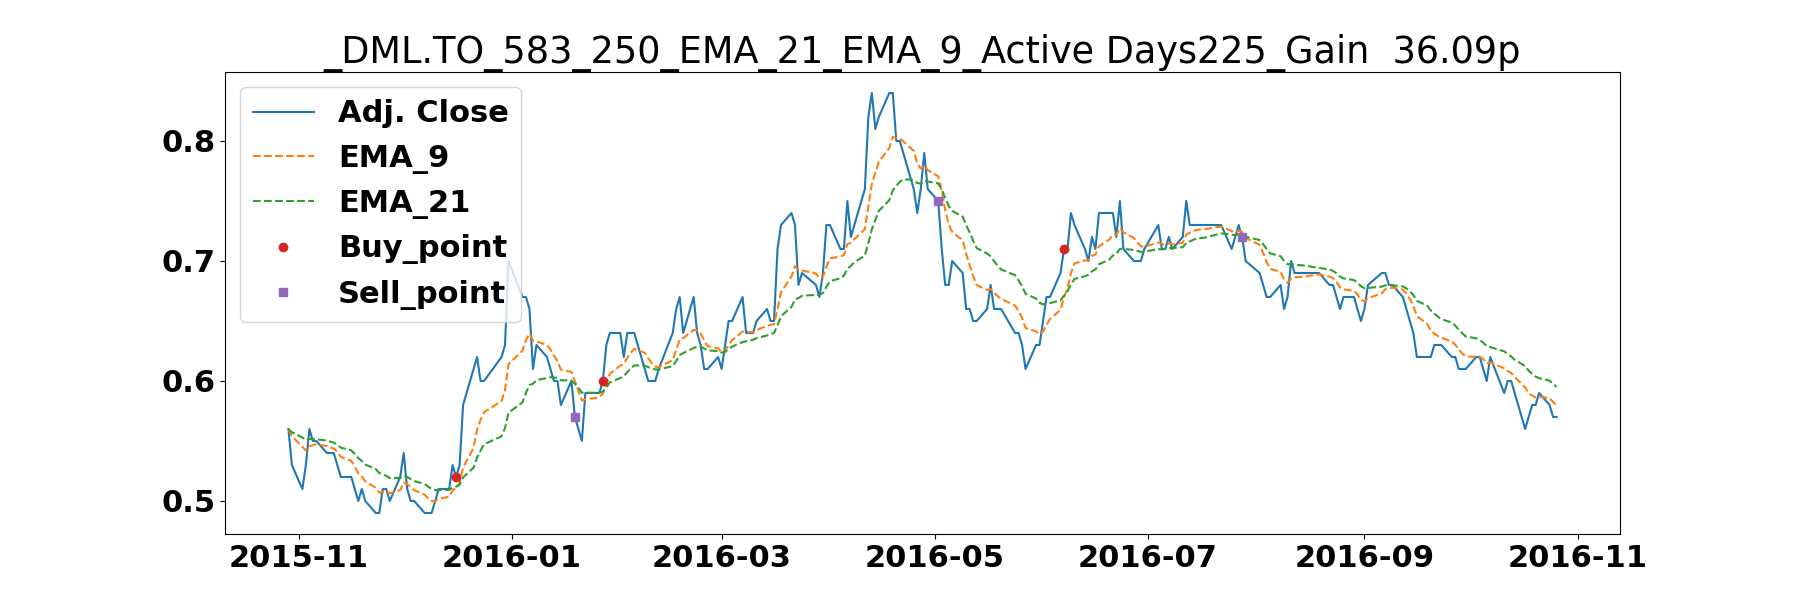 _DML.TO_583_250_EMA_21_EMA_9_Active Days225_Gain  36.09p
Adj. Close
EMA_9
EMA_21
Buy_point
Sell_point
0.8
0.7
0.6
0.5
2015-11 2016-01 2016-03 2016-05 2016-07 2016-09 2016-11